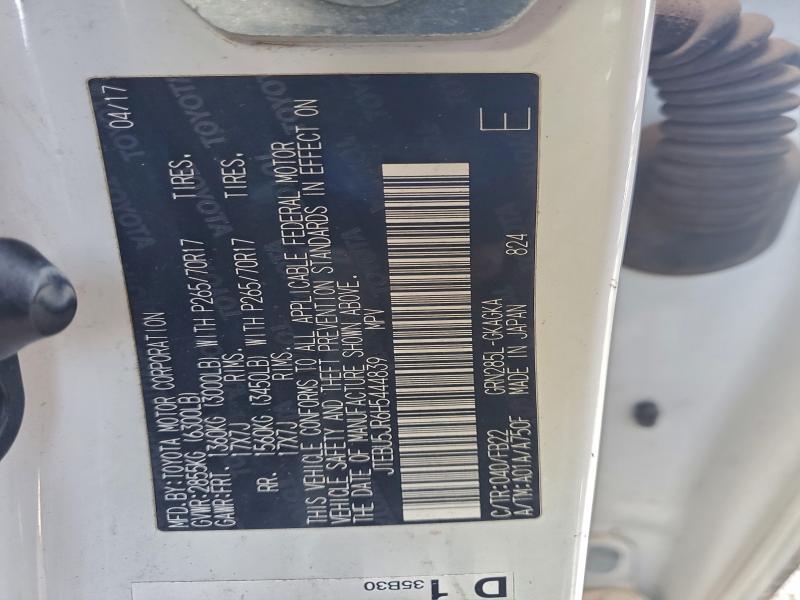 MFD.BY:TOYOTA MOTOR CORPORATION 04/17
GVWR:2855KG (6300LB)
GAWR:FRT. 1360KG (3000LB) WITH P265/70R17 TIRES,
17X7J RIMS.
RR. 1560KG (3450LB) WITH P265/70R17 TIRES,
17X7J RIMS.
THIS VEHICLE CONFORMS TO ALL APPLICABLE FEDERAL MOTOR
VEHICLE SAFETY AND THEFT PREVENTION STANDARDS IN EFFECT ON
THE DATE OF MANUFACTURE SHOWN ABOVE.
JTEBU5JR6H5444839 MPV
C/TR:040/FB22 GRN285L-GKAGKA
A/TM:A01A/A750F MADE IN JAPAN 824
E
D 1
35B30